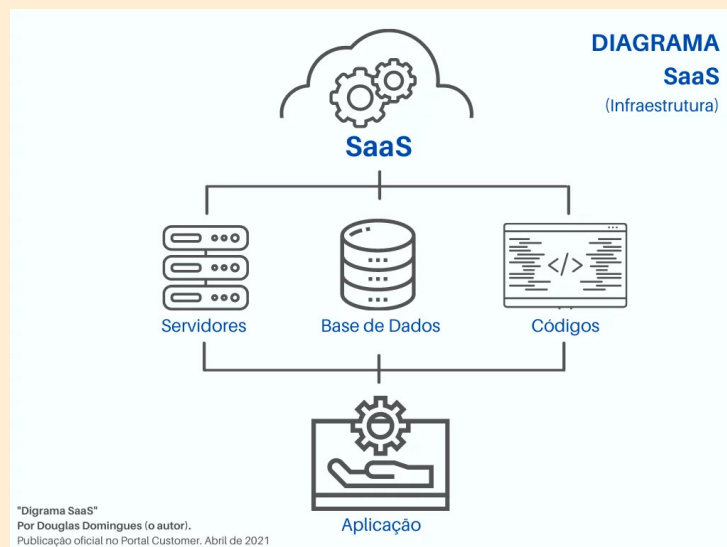 DIAGRAMA
SaaS
(Infraestrutura)
SaaS
Servidores
Base de Dados
</>
Códigos
Aplicação
"Digrama SaaS"
Por Douglas Domingues (o autor).
Publicação oficial no Portal Customer. Abril de 2021